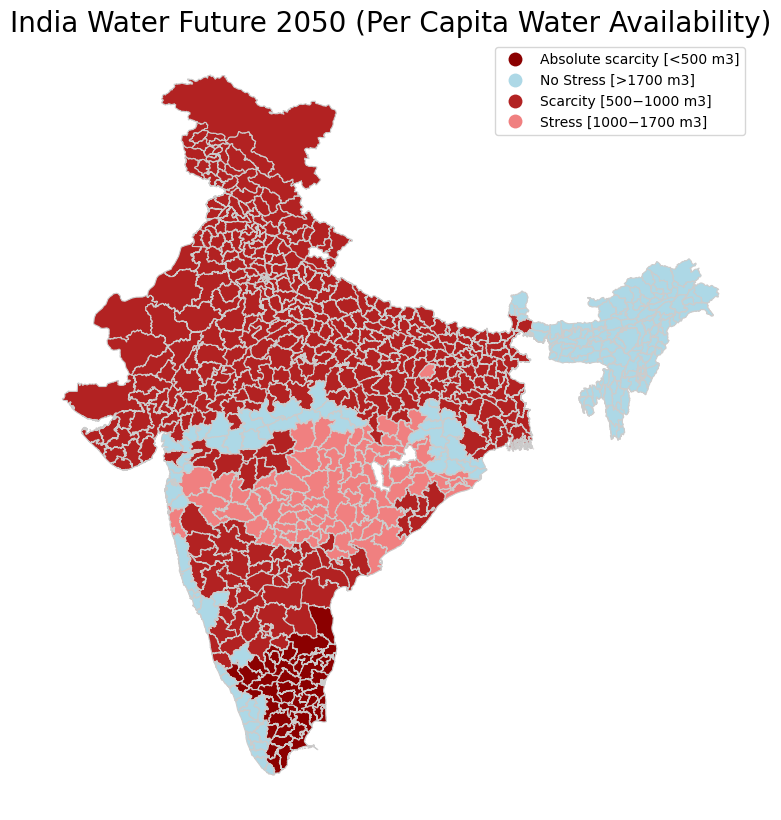 India Water Future 2050 (Per Capita Water Availability)
Absolute scarcity [<500 m3]
No Stress [>1700 m3]
Scarcity [500−1000 m3]
Stress [1000−1700 m3]